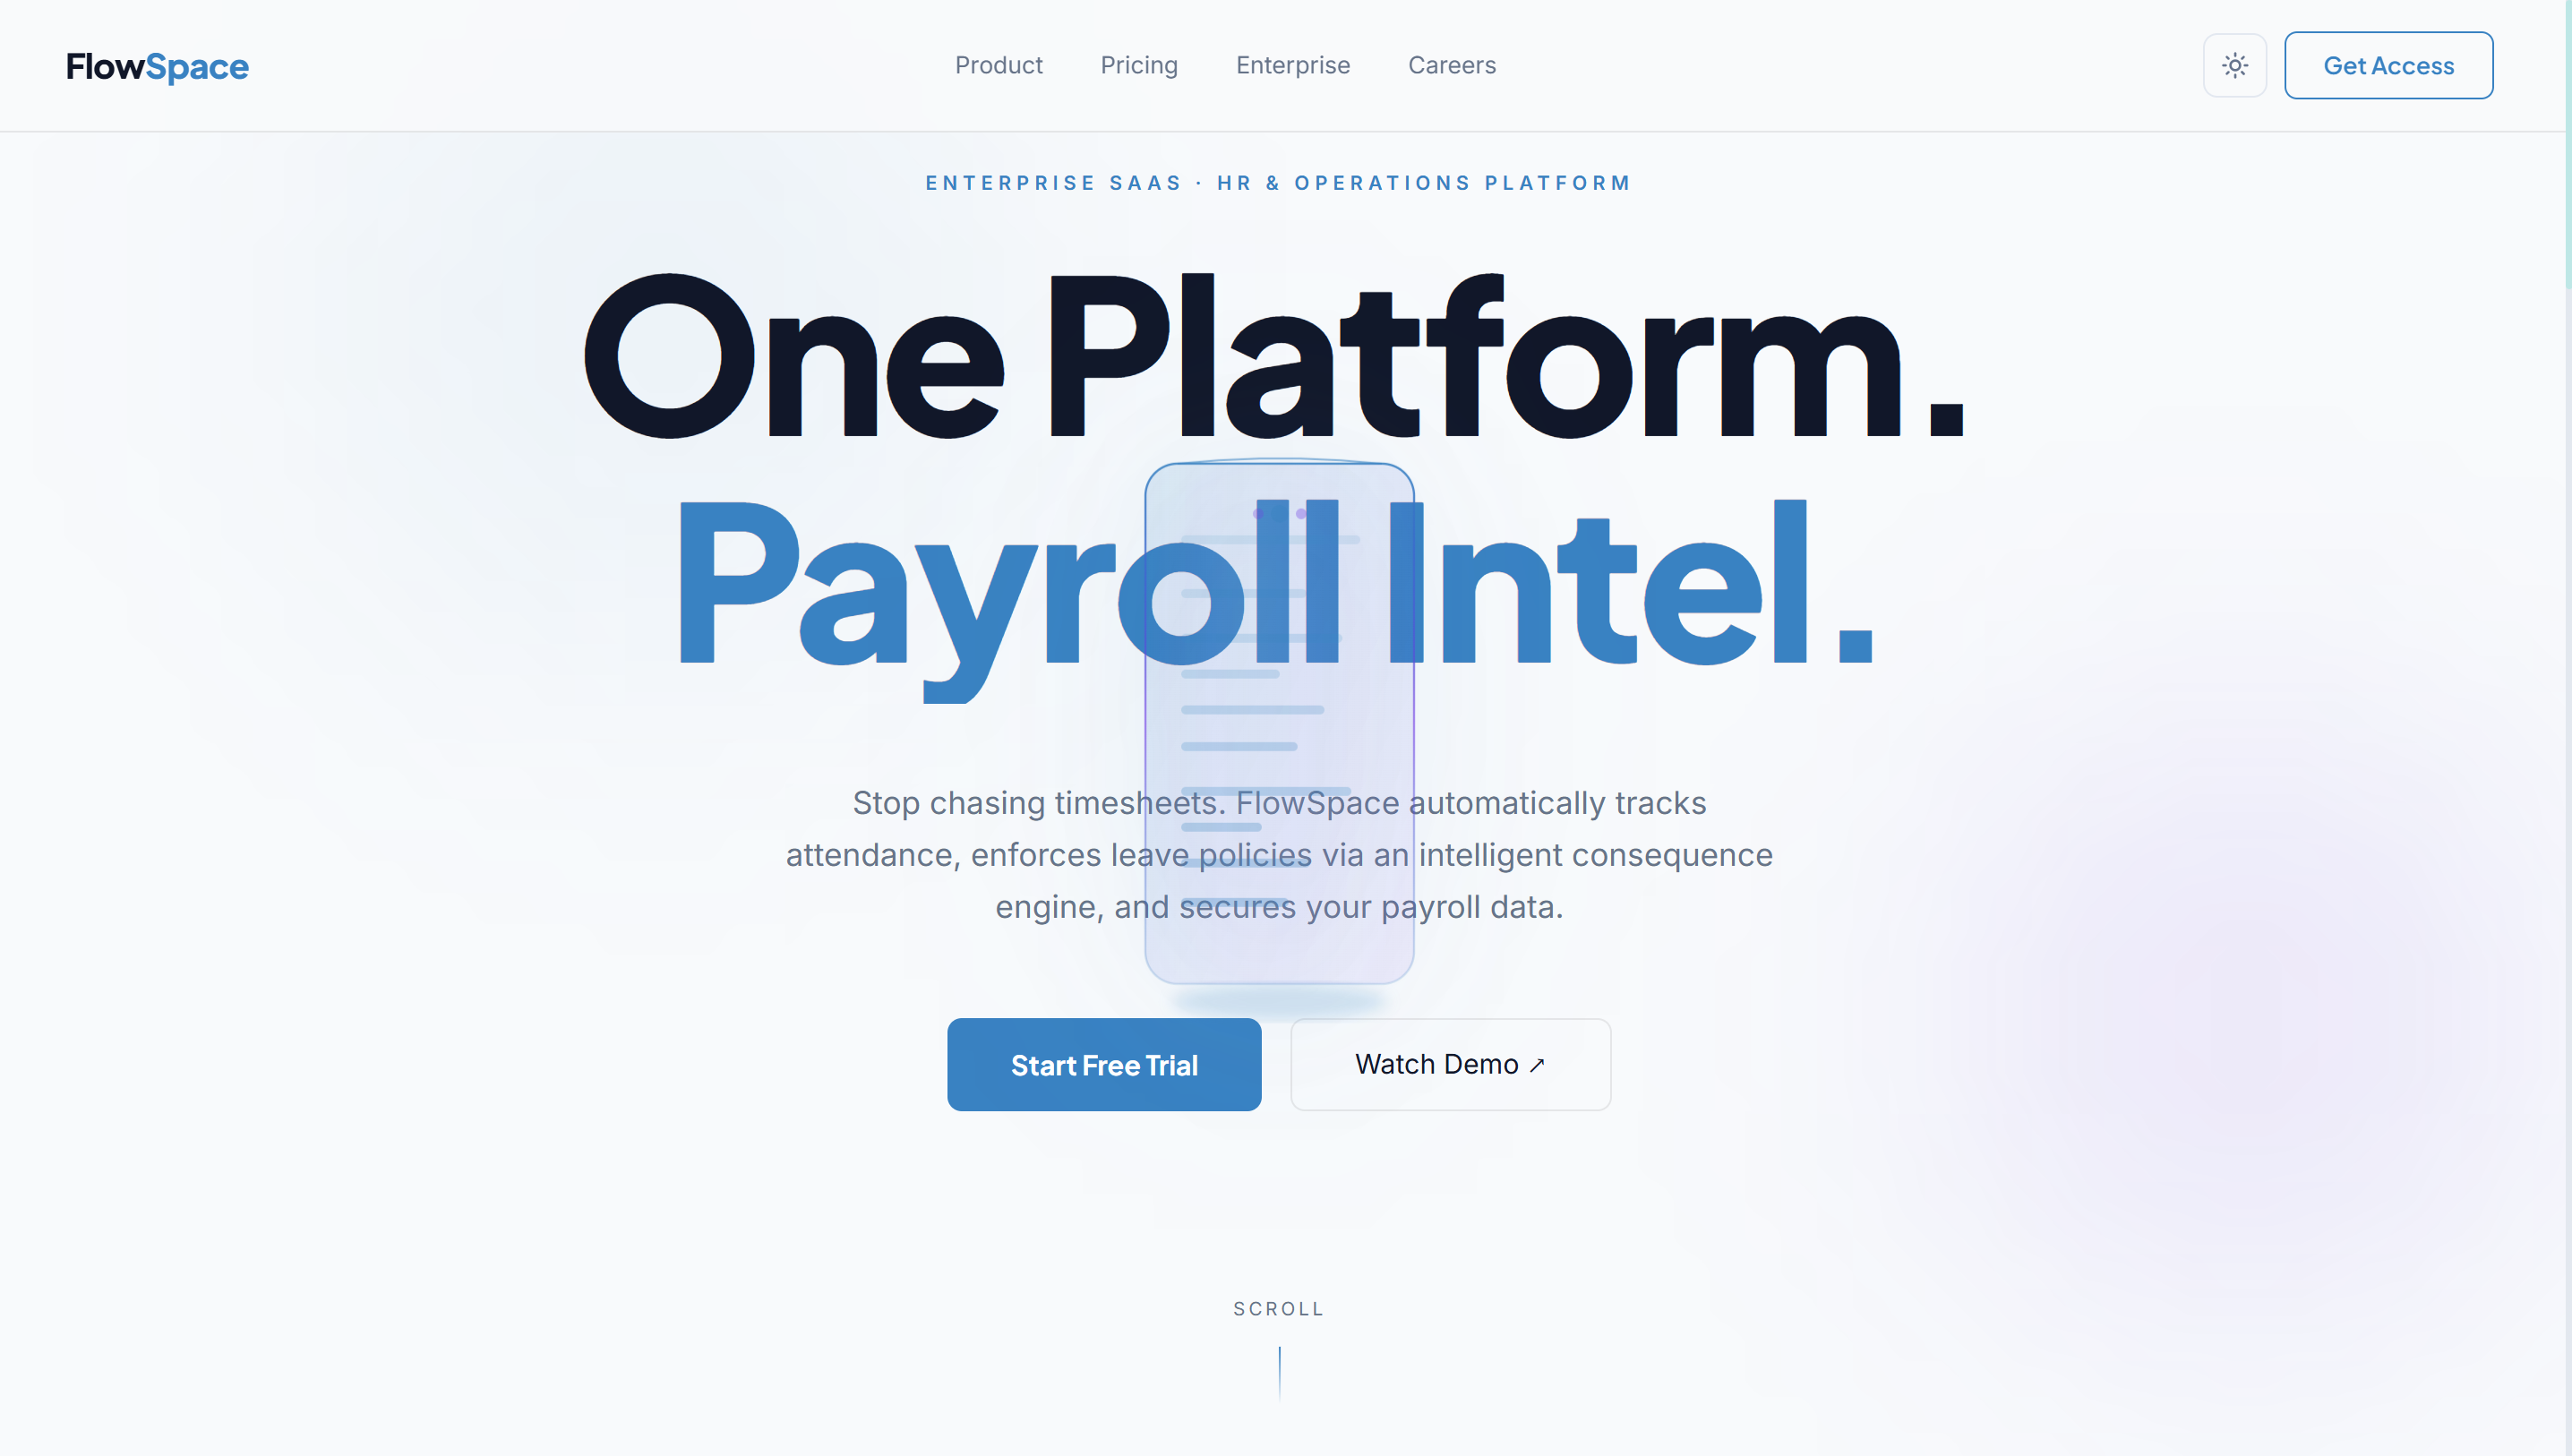 FlowSpace
Product
Pricing
Enterprise
Careers
Get Access
ENTERPRISE SAAS · HR & OPERATIONS PLATFORM
One Platform.
Payroll Intel.
Stop chasing timesheets. FlowSpace automatically tracks
attendance, enforces leave policies via an intelligent consequence
engine, and secures your payroll data.
Start Free Trial
Watch Demo ↗
SCROLL